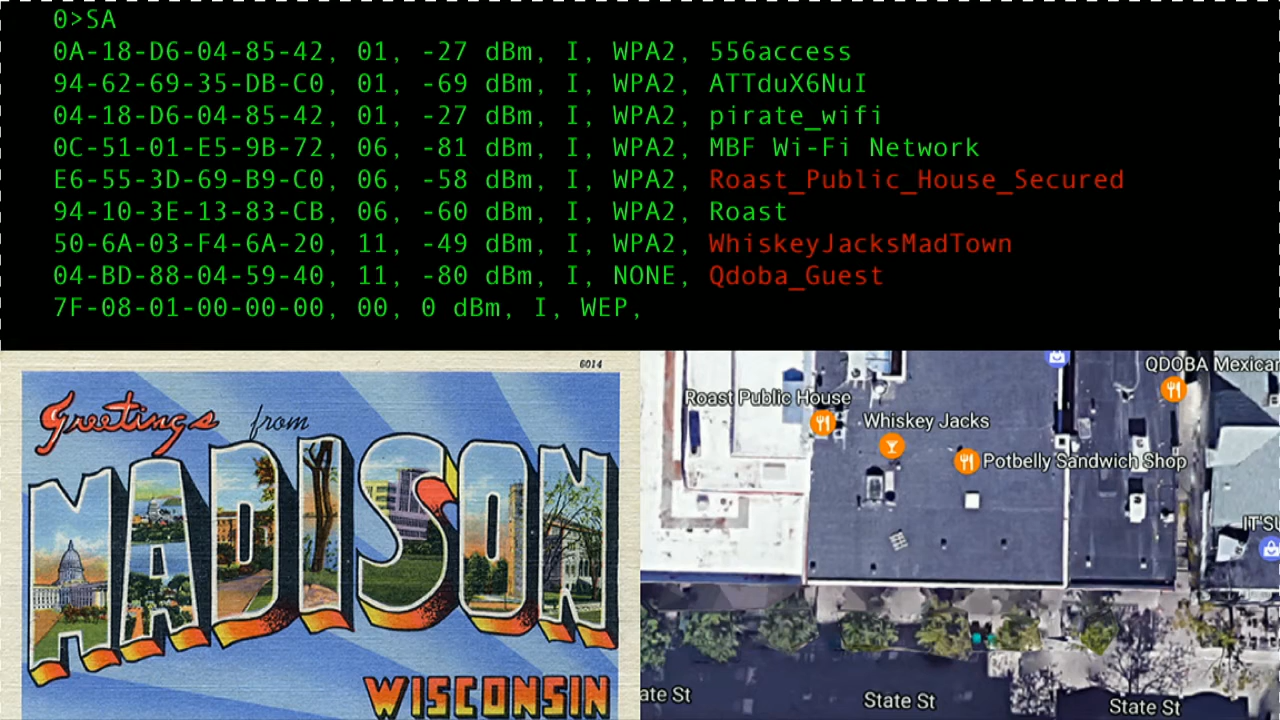 0>SA
0A-18-D6-04-85-42, 01, -27 dBm, I, WPA2, 556access
94-62-69-35-DB-C0, 01, -69 dBm, I, WPA2, ATTduX6NuI
04-18-D6-04-85-42, 01, -27 dBm, I, WPA2, pirate_wifi
0C-51-01-E5-9B-72, 06, -81 dBm, I, WPA2, MBF Wi-Fi Network
E6-55-3D-69-B9-C0, 06, -58 dBm, I, WPA2, Roast_Public_House_Secured
94-10-3E-13-83-CB, 06, -60 dBm, I, WPA2, Roast
50-6A-03-F4-6A-20, 11, -49 dBm, I, WPA2, WhiskeyJacksMadTown
04-BD-88-04-59-40, 11, -80 dBm, I, NONE, Qdoba_Guest
7F-08-01-00-00-00, 00, 0 dBm, I, WEP,
6014
Greetings from
MADISON
WISCONSIN
QDOBA Mexican
Roast Public House
Whiskey Jacks
Potbelly Sandwich Shop
IT'SU
ate St
State St
State St